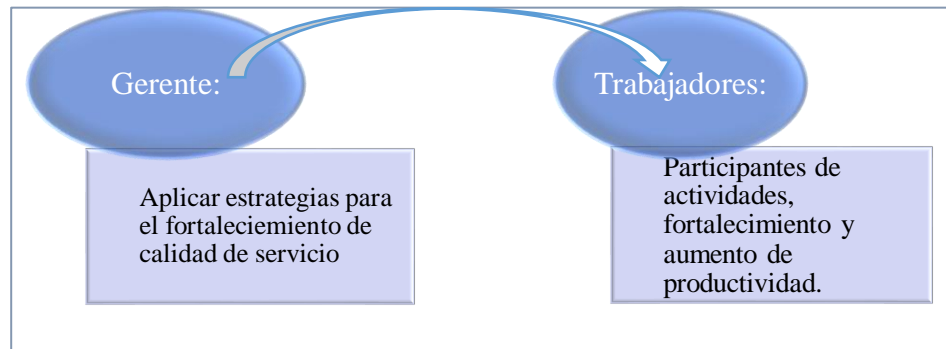 Gerente:
Aplicar estrategias para
el fortaleciemiento de
calidad de servicio
Trabajadores:
Participantes de
actividades,
fortalecimiento y
aumento de
productividad.